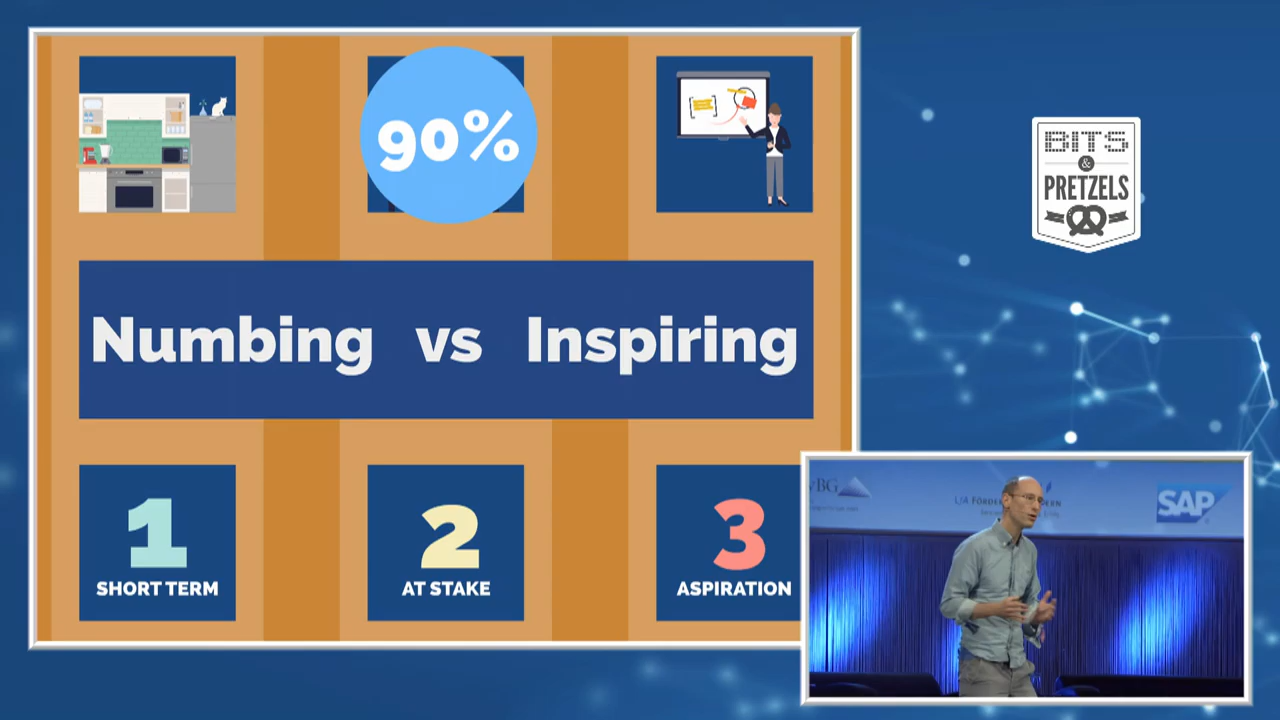 90%
BITS
&
PRETZELS
Numbing vs Inspiring
1
SHORT TERM
2
AT STAKE
3
ASPIRATION
SAP